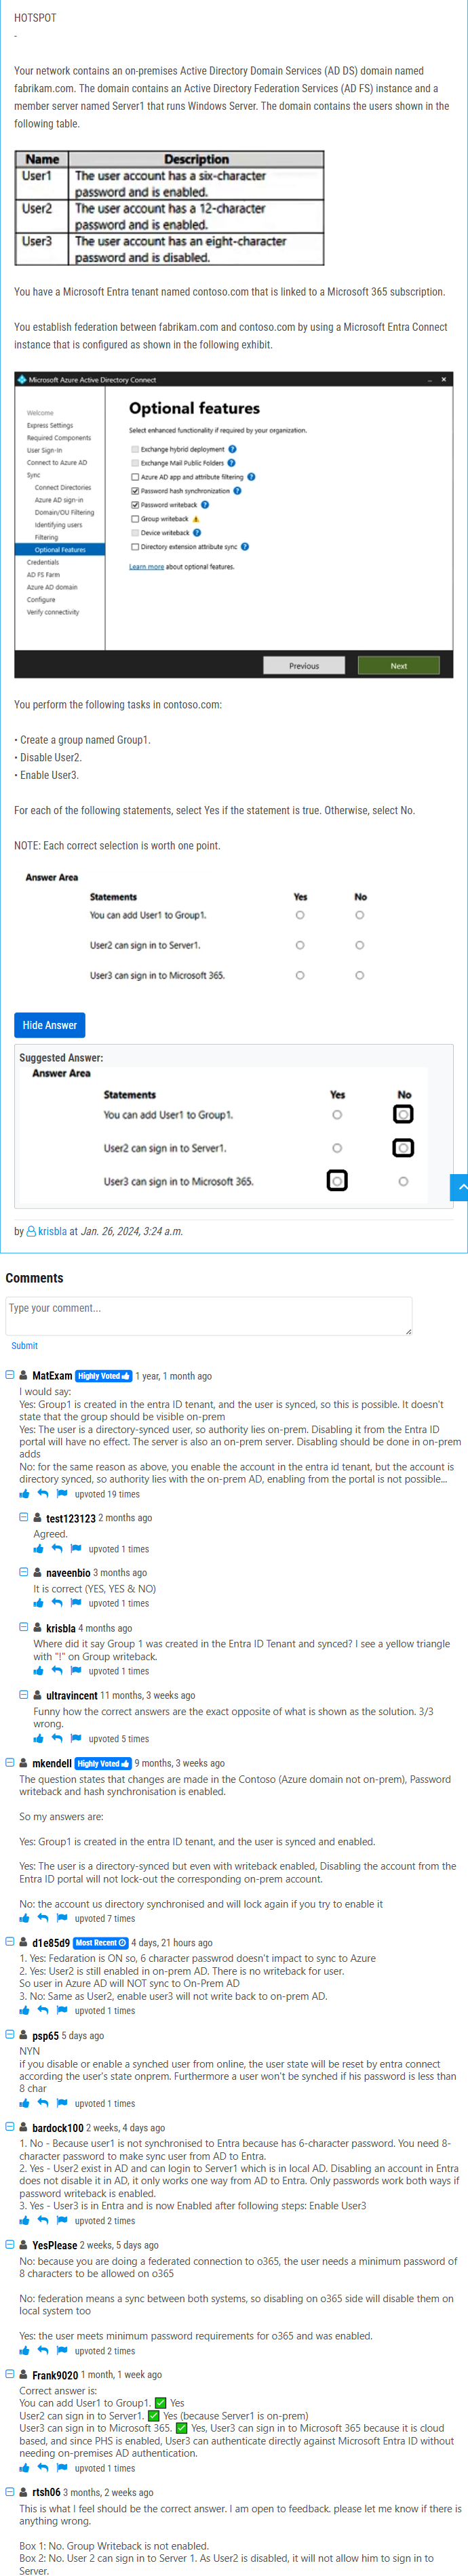 HOTSPOT
-
Your network contains an on-premises Active Directory Domain Services (AD DS) domain named
fabrikam.com. The domain contains an Active Directory Federation Services (AD FS) instance and a
member server named Server1 that runs Windows Server. The domain contains the users shown in the
following table.
Name Description
User1 The user account has a six-character
password and is enabled.
User2 The user account has a 12-character
password and is enabled.
User3 The user account has an eight-character
password and is disabled.
You have a Microsoft Entra tenant named contoso.com that is linked to a Microsoft 365 subscription.
You establish federation between fabrikam.com and contoso.com by using a Microsoft Entra Connect
instance that is configured as shown in the following exhibit.
Microsoft Azure Active Directory Connect
Welcome
Express Settings
Required Components
User Sign-In
Connect to Azure AD
Sync
Connect Directories
Azure AD sign-in
Domain/OU Filtering
Identifying users
Filtering
Optional Features
Credentials
AD FS Farm
Azure AD domain
Configure
Verify connectivity
Optional features
Select enhanced functionality if required by your organization.
Exchange hybrid deployment ?
Exchange Mail Public Folders ?
Azure AD app and attribute filtering ?
Password hash synchronization ?
Password writeback ?
Group writeback
Device writeback ?
Directory extension attribute sync ?
Learn more about optional features.
Previous Next
You perform the following tasks in contoso.com:
• Create a group named Group1.
• Disable User2.
• Enable User3.
For each of the following statements, select Yes if the statement is true. Otherwise, select No.
NOTE: Each correct selection is worth one point.
Answer Area
Statements Yes No
You can add User1 to Group1.
User2 can sign in to Server1.
User3 can sign in to Microsoft 365.
Hide Answer
Suggested Answer:
Answer Area
Statements Yes No
You can add User1 to Group1.
User2 can sign in to Server1.
User3 can sign in to Microsoft 365.
by krisbla at Jan. 26, 2024, 3:24 a.m.
Comments
Type your comment...
Submit
MatExam Highly Voted 1 year, 1 month ago
I would say:
Yes: Group1 is created in the entra ID tenant, and the user is synced, so this is possible. It doesn't
state that the group should be visible on-prem
Yes: The user is a directory-synced user, so authority lies on-prem. Disabling it from the Entra ID
portal will have no effect. The server is also an on-prem server. Disabling should be done in on-prem
adds
No: for the same reason as above, you enable the account in the entra id tenant, but the account is
directory synced, so authority lies with the on-prem AD, enabling from the portal is not possible...
upvoted 19 times
test123123 2 months ago
Agreed.
upvoted 1 times
naveenbio 3 months ago
It is correct (YES, YES & NO)
upvoted 1 times
krisbla 4 months ago
Where did it say Group 1 was created in the Entra ID Tenant and synced? I see a yellow triangle
with "!" on Group writeback.
upvoted 1 times
ultravincent 11 months, 3 weeks ago
Funny how the correct answers are the exact opposite of what is shown as the solution. 3/3
wrong.
upvoted 5 times
mkendell Highly Voted 9 months, 3 weeks ago
The question states that changes are made in the Contoso (Azure domain not on-prem), Password
writeback and hash synchronisation is enabled.
So my answers are:
Yes: Group1 is created in the entra ID tenant, and the user is synced and enabled.
Yes: The user is a directory-synced but even with writeback enabled, Disabling the account from the
Entra ID portal will not lock-out the corresponding on-prem account.
No: the account us directory synchronised and will lock again if you try to enable it
upvoted 7 times
d1e85d9 Most Recent 4 days, 21 hours ago
1. Yes: Fedaration is ON so, 6 character passwrod doesn't impact to sync to Azure
2. Yes: User2 is still enabled in on-prem AD. There is no writeback for user.
So user in Azure AD will NOT sync to On-Prem AD
3. No: Same as User2, enable user3 will not write back to on-prem AD.
upvoted 1 times
psp65 5 days ago
NYN
if you disable or enable a synched user from online, the user state will be reset by entra connect
according the user's state onprem. Furthermore a user won't be synched if his password is less than
8 char
upvoted 1 times
bardock100 2 weeks, 4 days ago
1. No - Because user1 is not synchronised to Entra because has 6-character password. You need 8-
character password to make sync user from AD to Entra.
2. Yes - User2 exist in AD and can login to Server1 which is in local AD. Disabling an account in Entra
does not disable it in AD, it only works one way from AD to Entra. Only passwords work both ways if
password writeback is enabled.
3. Yes - User3 is in Entra and is now Enabled after following steps: Enable User3
upvoted 2 times
YesPlease 2 weeks, 5 days ago
No: because you are doing a federated connection to o365, the user needs a minimum password of
8 characters to be allowed on o365
No: federation means a sync between both systems, so disabling on o365 side will disable them on
local system too
Yes: the user meets minimum password requirements for o365 and was enabled.
upvoted 2 times
Frank9020 1 month, 1 week ago
Correct answer is:
You can add User1 to Group1. ✅ Yes
User2 can sign in to Server1. ✅ Yes (because Server1 is on-prem)
User3 can sign in to Microsoft 365. ✅ Yes, User3 can sign in to Microsoft 365 because it is cloud
based, and since PHS is enabled, User3 can authenticate directly against Microsoft Entra ID without
needing on-premises AD authentication.
upvoted 1 times
rtsh06 3 months, 2 weeks ago
This is what I feel should be the correct answer. I am open to feedback. please let me know if there is
anything wrong.
Box 1: No. Group Writeback is not enabled.
Box 2: No. User 2 can sign in to Server 1. As User2 is disabled, it will not allow him to sign in to
Server.